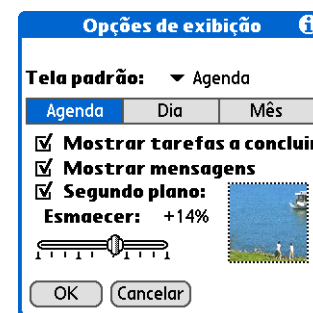 Opções de exibição
Tela padrão: Agenda
Agenda Dia Mês
Mostrar tarefas a concluir
Mostrar mensagens
Segundo plano:
Esmaecer: +14%
OK Cancelar